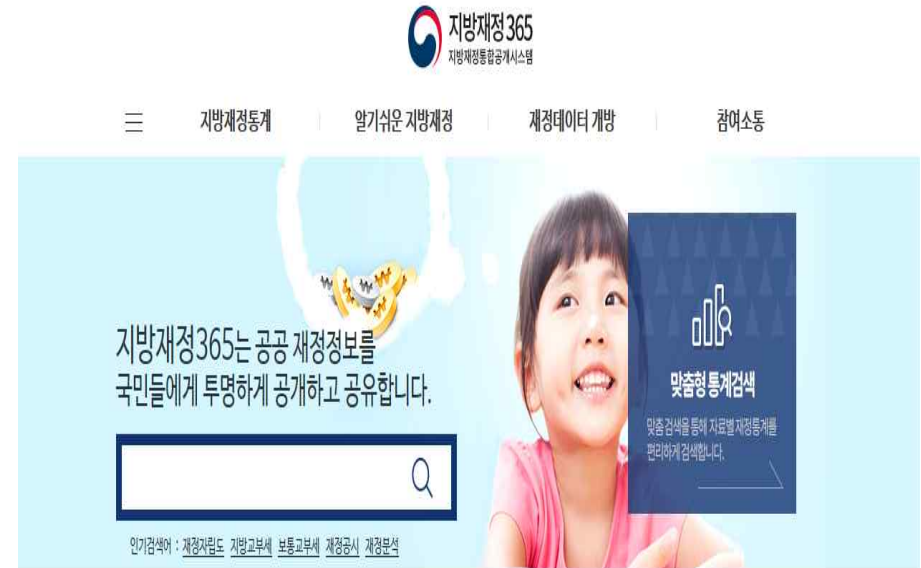 지방재정 365
지방재정통합공개시스템
지방재정통계
알기쉬운 지방재정
재정데이터 개방
참여소통
지방재정365는 공공 재정정보를
국민들에게 투명하게 공개하고 공유합니다.
맞춤형 통계검색
맞춤 검색을 통해 자료별 재정통계를
편리하게 검색합니다.
인기검색어 : 재정자립도 지방교부세 보통교부세 재정공시 재정분석